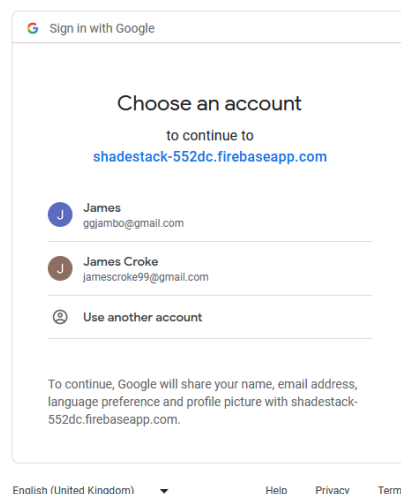 Sign in with Google
Choose an account
to continue to
shadestack-552dc.firebaseapp.com
J
James
ggjambo@gmail.com
J
James Croke
jamescroke99@gmail.com
Use another account
To continue, Google will share your name, email address,
language preference and profile picture with shadestack-
552dc.firebaseapp.com.
English (United Kingdom) Help Privacy Term